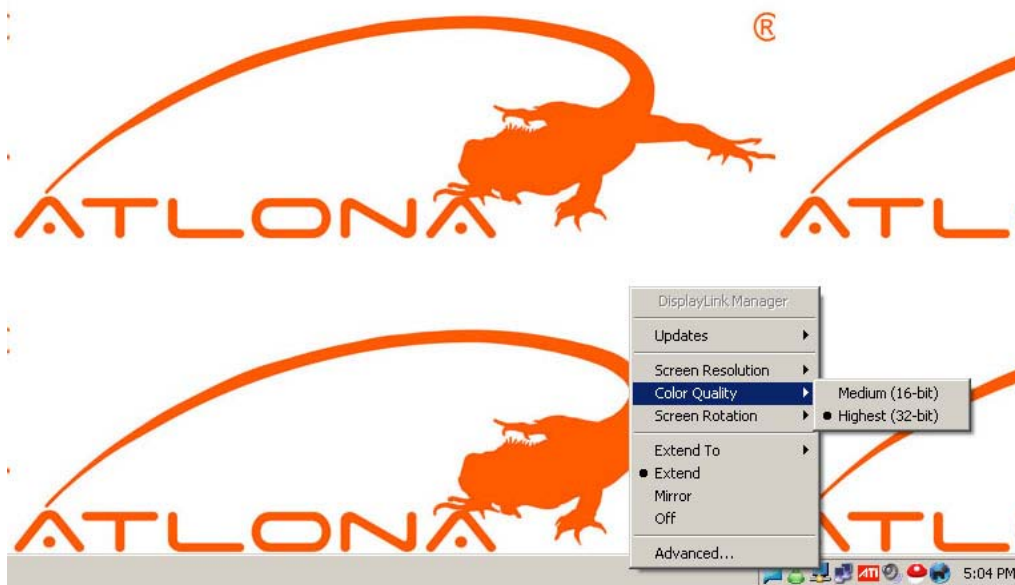 ®
ATLONA
ATL
DisplayLink Manager
Updates
Screen Resolution
Color Quality
Medium (16-bit)
Screen Rotation
Highest (32-bit)
Extend To
Extend
Mirror
Off
Advanced...
ATLONA
ATL
ATI
5:04 PM